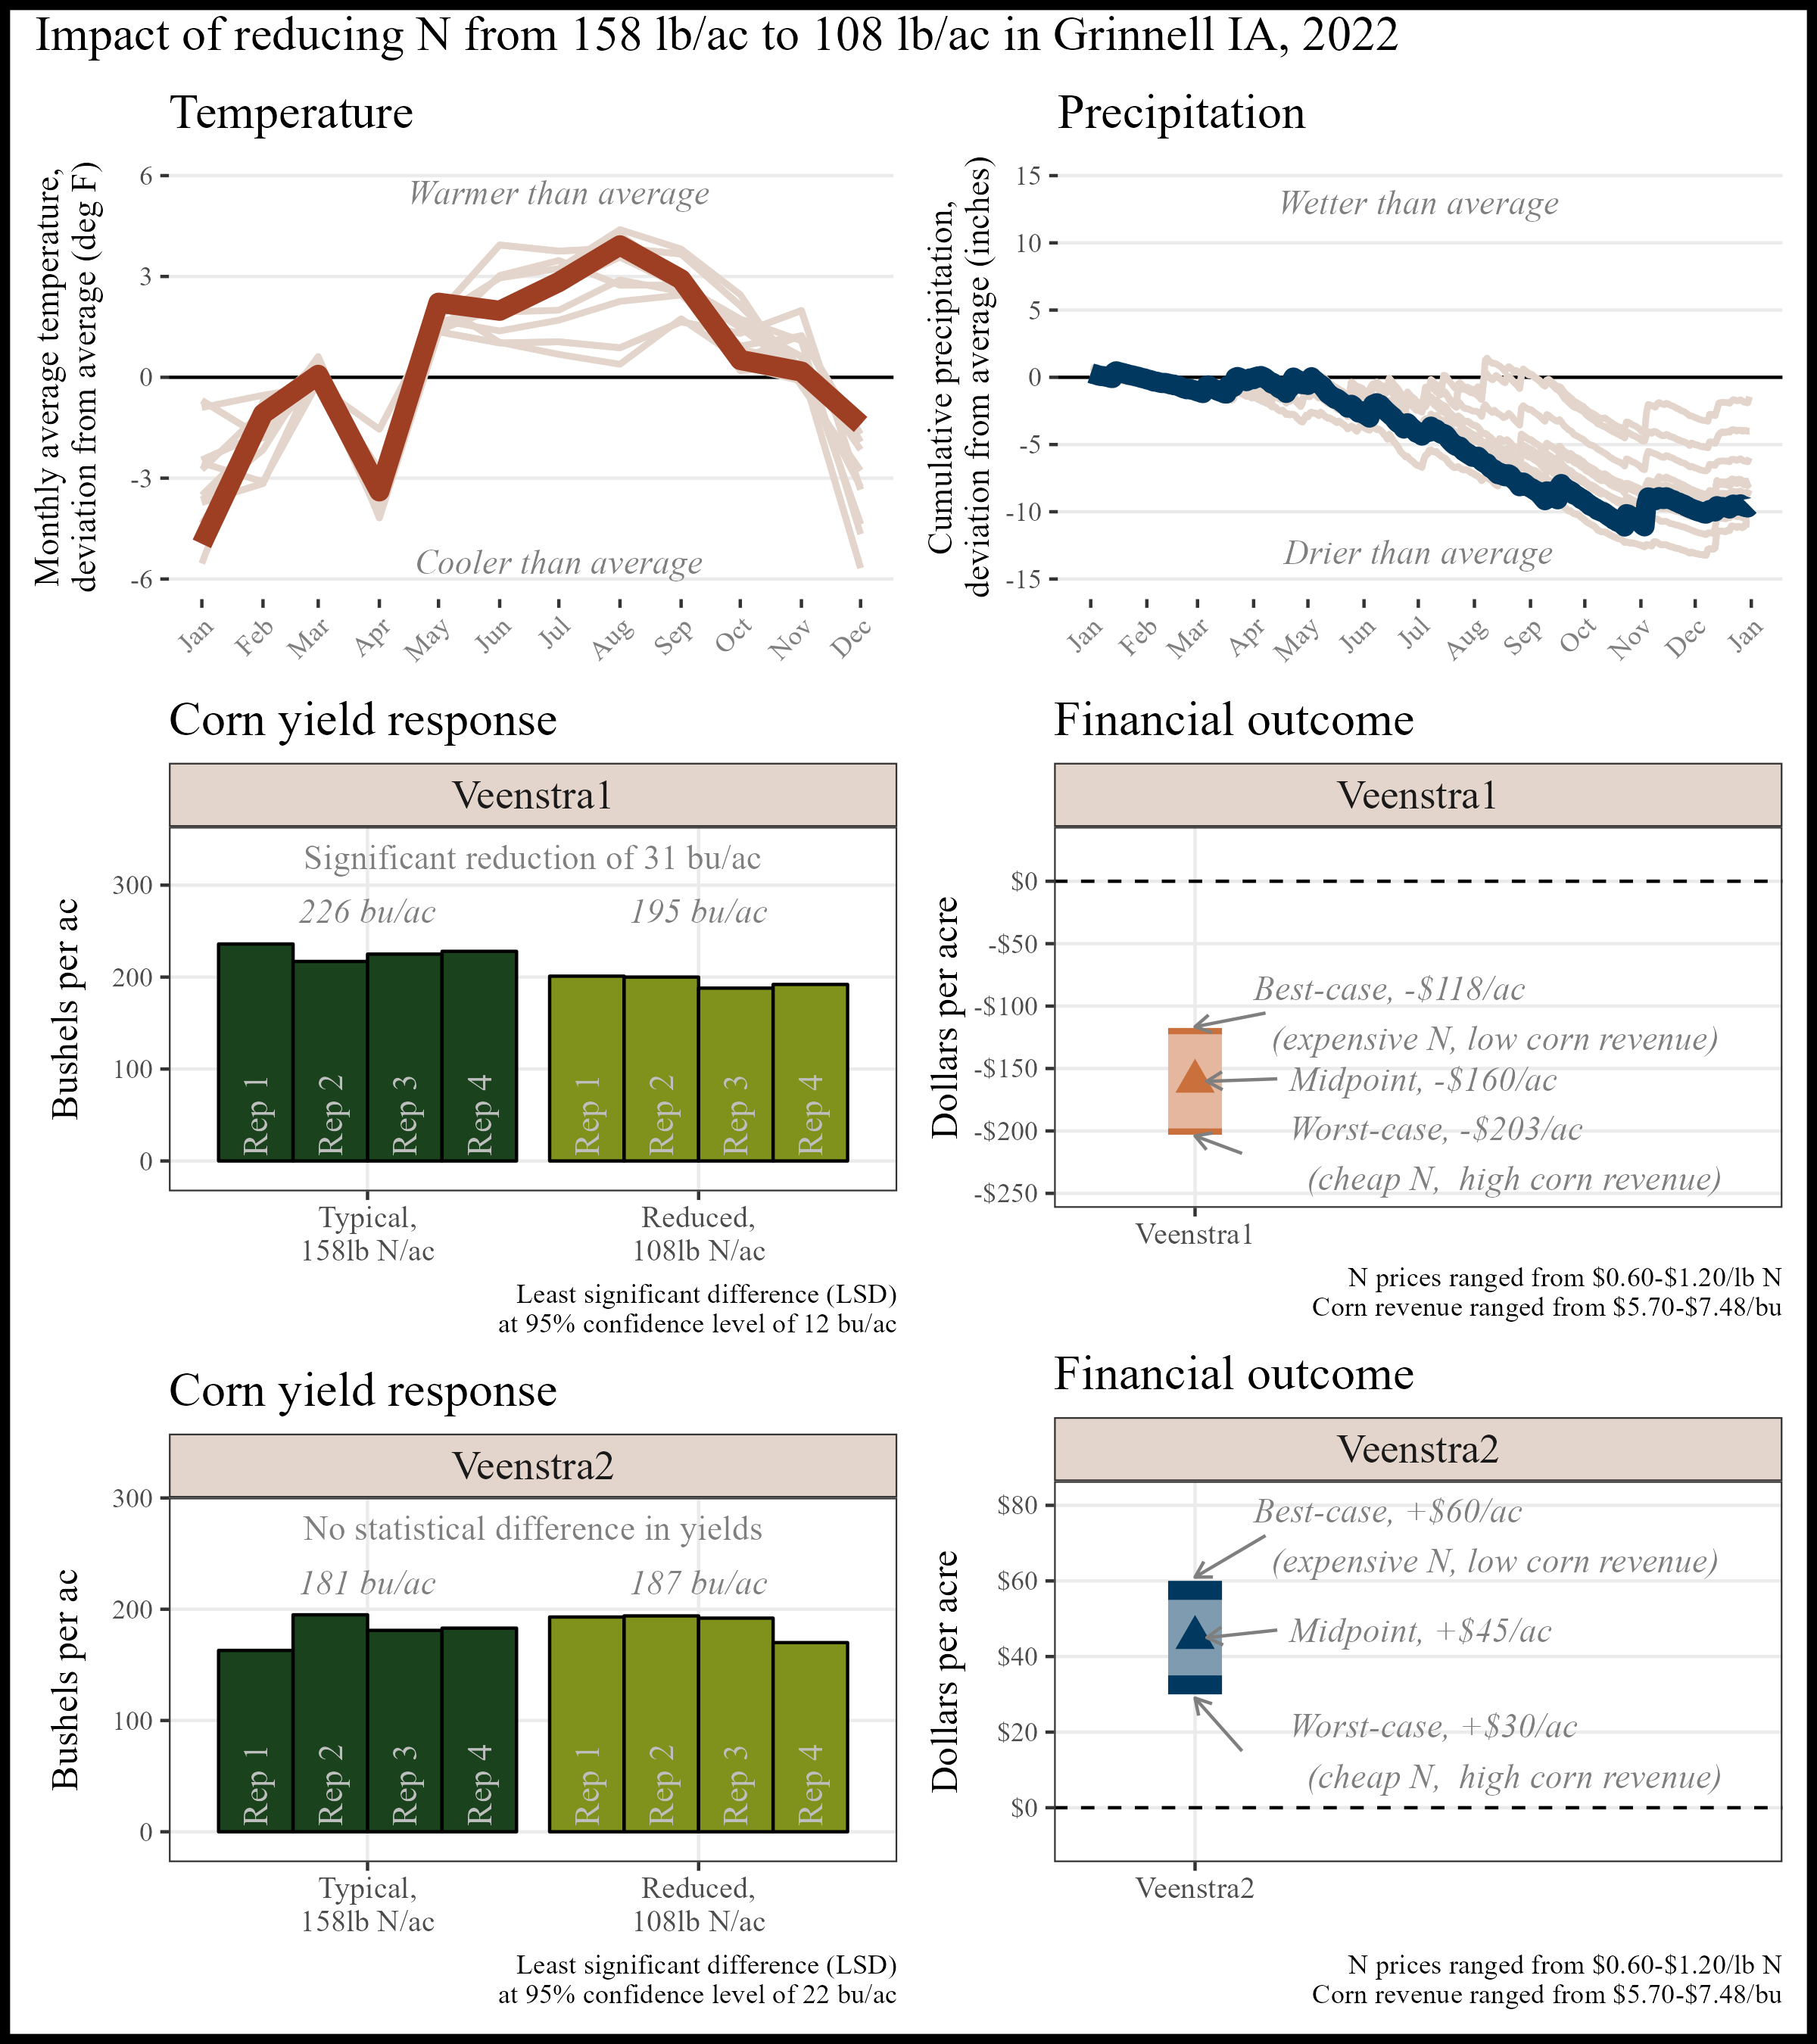 Impact of reducing N from 158 lb/ac to 108 lb/ac in Grinnell IA, 2022
Temperature
Monthly average temperature,
deviation from average (deg F)
6
3
0
-3
-6
Warmer than average
Cooler than average
Jan
Feb
Mar
Apr
May
Jun
Jul
Aug
Sep
Oct
Nov
Dec
Precipitation
Cumulative precipitation,
deviation from average (inches)
15
10
5
0
-5
-10
-15
Wetter than average
Drier than average
Jan
Feb
Mar
Apr
May
Jun
Jul
Aug
Sep
Oct
Nov
Dec
Jan
Corn yield response
Veenstra1
Bushels per ac
300
200
100
0
Significant reduction of 31 bu/ac
226 bu/ac
195 bu/ac
Rep 1
Rep 2
Rep 3
Rep 4
Rep 1
Rep 2
Rep 3
Rep 4
Typical,
158lb N/ac
Reduced,
108lb N/ac
Least significant difference (LSD)
at 95% confidence level of 12 bu/ac
Financial outcome
Veenstra1
Dollars per acre
$0
-$50
-$100
-$150
-$200
-$250
Best-case, -$118/ac
(expensive N, low corn revenue)
Midpoint, -$160/ac
Worst-case, -$203/ac
(cheap N,  high corn revenue)
Veenstra1
N prices ranged from $0.60-$1.20/lb N
Corn revenue ranged from $5.70-$7.48/bu
Corn yield response
Veenstra2
Bushels per ac
300
200
100
0
No statistical difference in yields
181 bu/ac
187 bu/ac
Rep 1
Rep 2
Rep 3
Rep 4
Rep 1
Rep 2
Rep 3
Rep 4
Typical,
158lb N/ac
Reduced,
108lb N/ac
Least significant difference (LSD)
at 95% confidence level of 22 bu/ac
Financial outcome
Veenstra2
Dollars per acre
$80
$60
$40
$20
$0
Best-case, +$60/ac
(expensive N, low corn revenue)
Midpoint, +$45/ac
Worst-case, +$30/ac
(cheap N,  high corn revenue)
Veenstra2
N prices ranged from $0.60-$1.20/lb N
Corn revenue ranged from $5.70-$7.48/bu